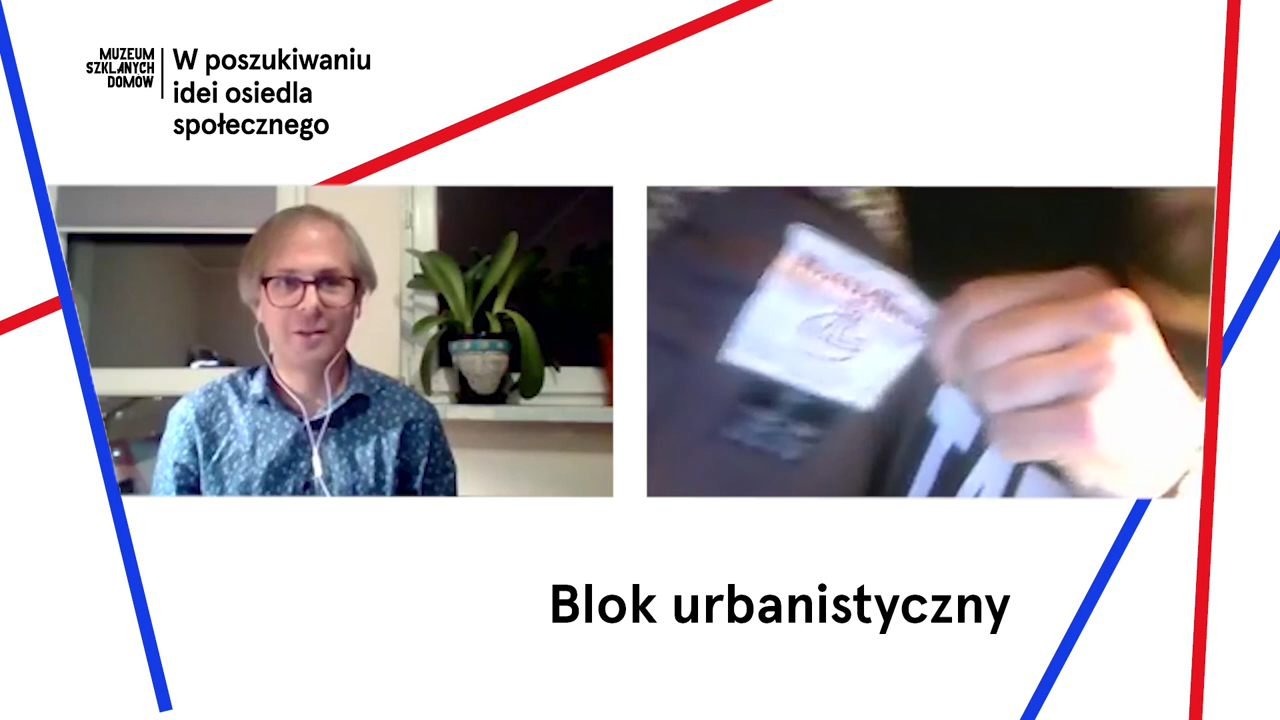 MUZEUM
SZKLANYCH
DOMÓW
W poszukiwaniu
idei osiedla
społecznego
Blok urbanistyczny